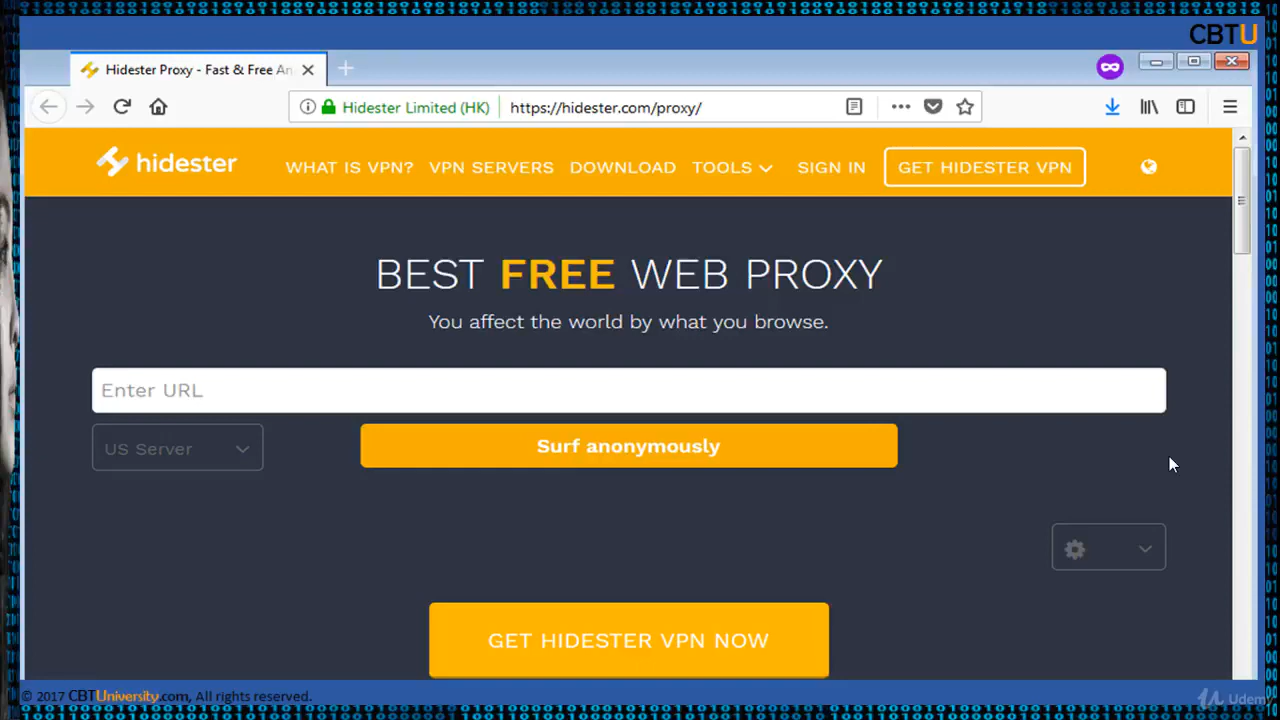 CBTU
Hidester Proxy - Fast & Free An
Hidester Limited (HK)
https://hidester.com/proxy/
hidester
WHAT IS VPN?
VPN SERVERS
DOWNLOAD
TOOLS
SIGN IN
GET HIDESTER VPN
BEST FREE WEB PROXY
You affect the world by what you browse.
Enter URL
US Server
Surf anonymously
GET HIDESTER VPN NOW
© 2017 CBTUniversity.com, All rights reserved.
Udemy